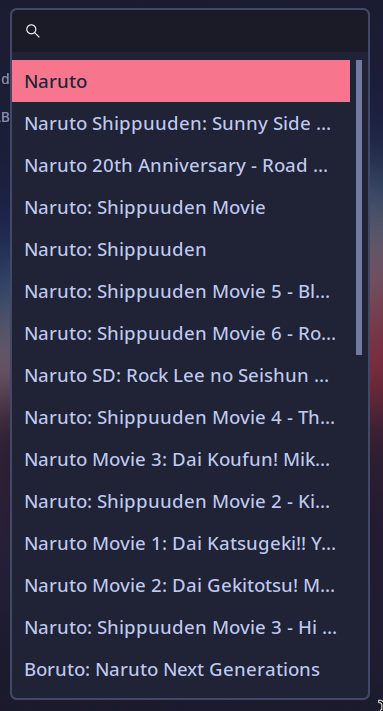 d
B
Naruto
Naruto Shippuuden: Sunny Side ...
Naruto 20th Anniversary - Road ...
Naruto: Shippuuden Movie
Naruto: Shippuuden
Naruto: Shippuuden Movie 5 - Bl...
Naruto: Shippuuden Movie 6 - Ro...
Naruto SD: Rock Lee no Seishun ...
Naruto: Shippuuden Movie 4 - Th...
Naruto Movie 3: Dai Koufun! Mik...
Naruto: Shippuuden Movie 2 - Ki...
Naruto Movie 1: Dai Katsugeki!! Y...
Naruto Movie 2: Dai Gekitotsu! M...
Naruto: Shippuuden Movie 3 - Hi ...
Boruto: Naruto Next Generations